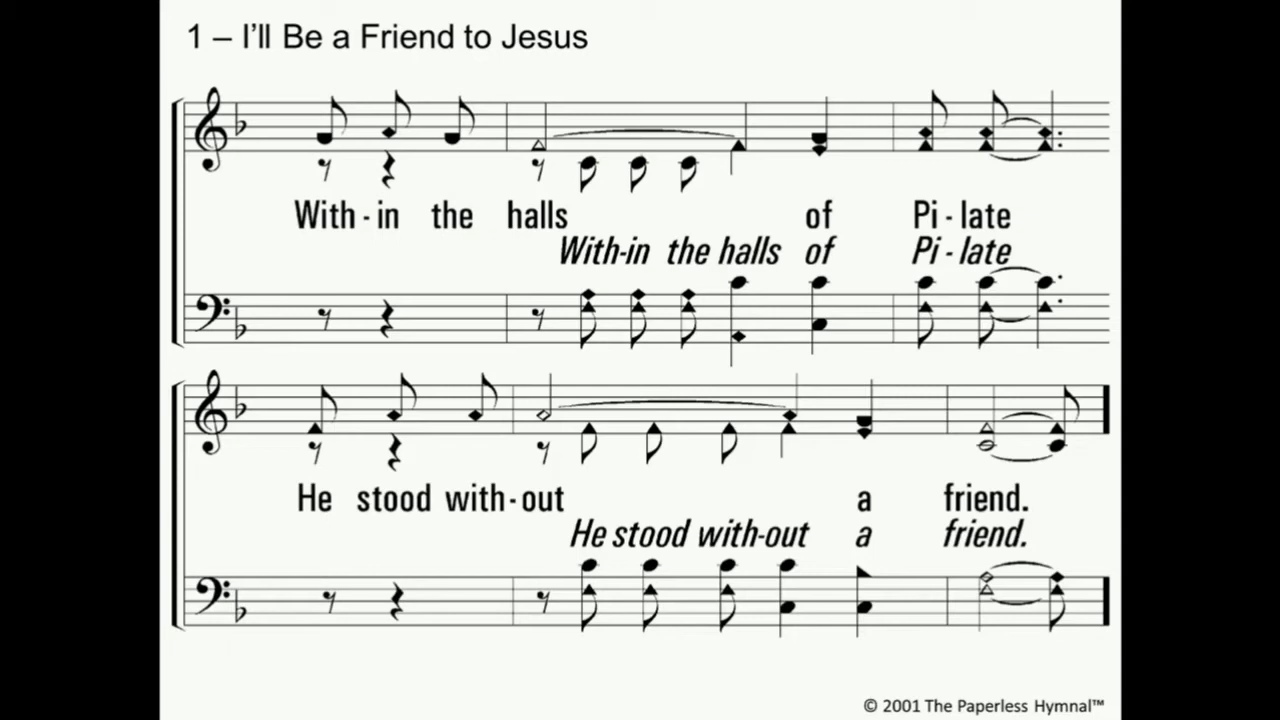 1 – I'll Be a Friend to Jesus
With - in the halls of Pi - late
With-in the halls of Pi - late
He stood with - out a friend.
He stood with-out a friend.
© 2001 The Paperless Hymnal™